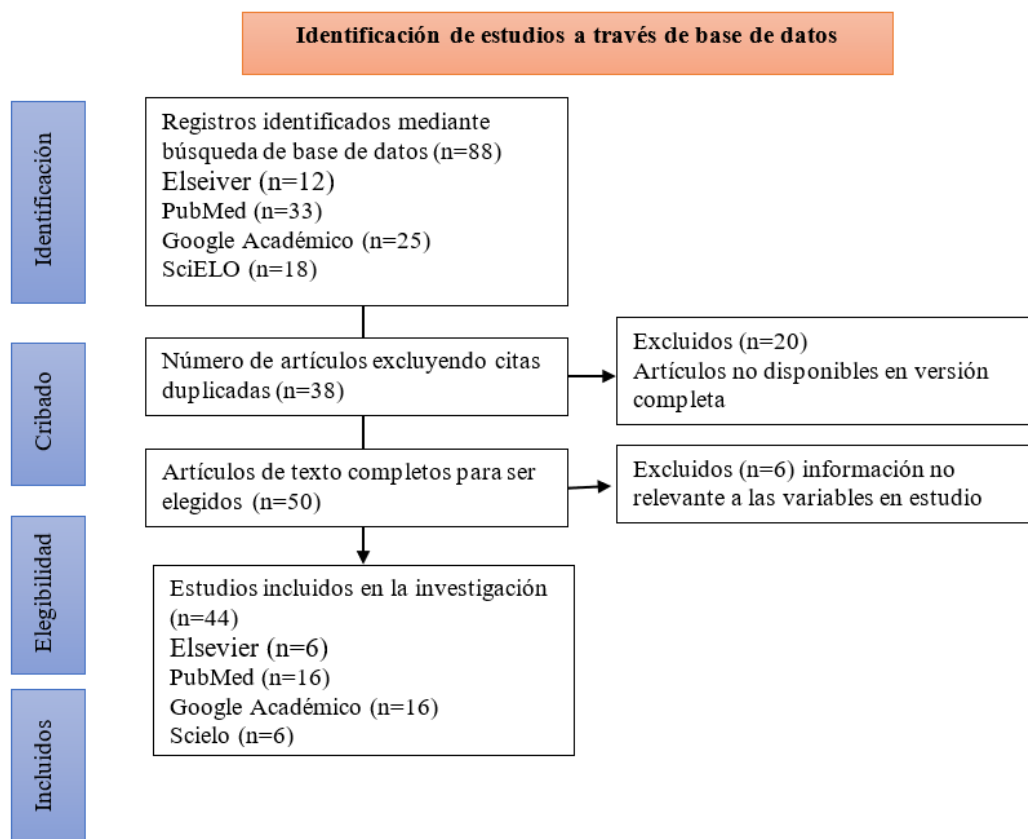 Identificación de estudios a través de base de datos
Identificación
Registros identificados mediante
búsqueda de base de datos (n=88)
Elseiver (n=12)
PubMed (n=33)
Google Académico (n=25)
SciELO (n=18)
Cribado
Número de artículos excluyendo citas
duplicadas (n=38)
Excluidos (n=20)
Artículos no disponibles en versión
completa
Artículos de texto completos para ser
elegidos (n=50)
Excluidos (n=6) información no
relevante a las variables en estudio
Elegibilidad
Estudios incluidos en la investigación
(n=44)
Elsevier (n=6)
PubMed (n=16)
Google Académico (n=16)
Scielo (n=6)
Incluidos